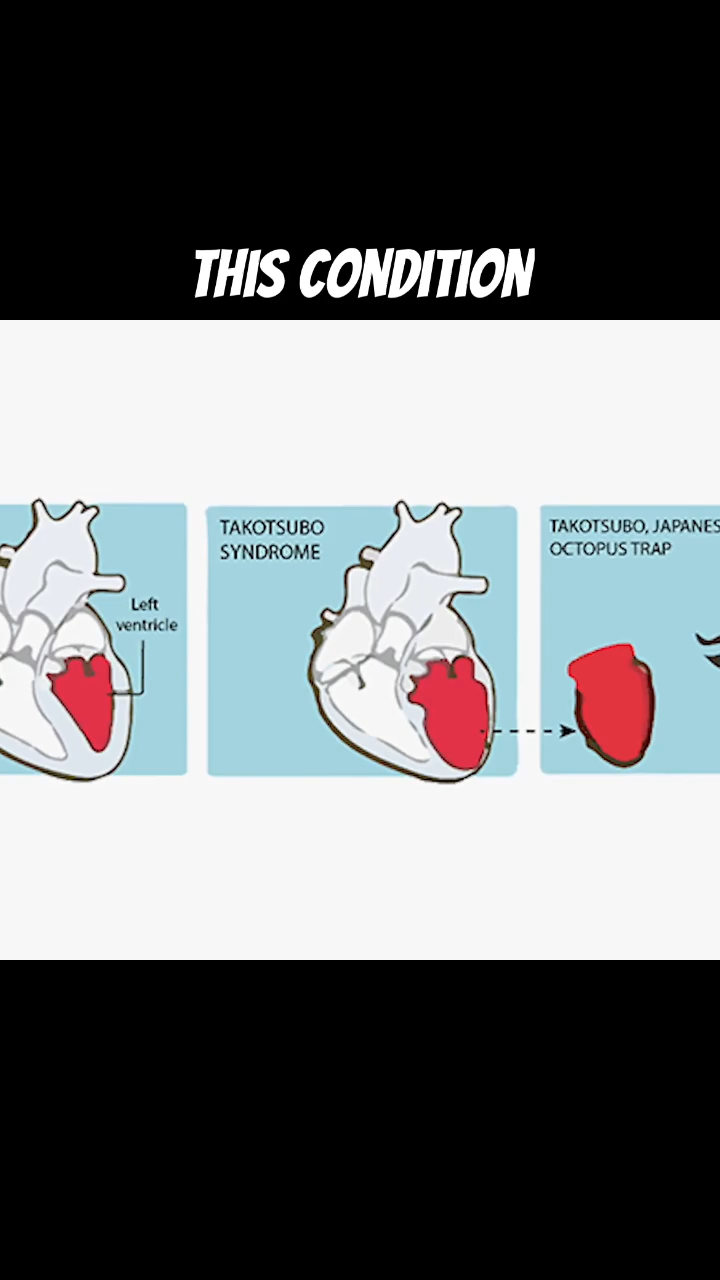 THIS CONDITION
Left
ventricle
TAKOTSUBO
SYNDROME
TAKOTSUBO, JAPANES
OCTOPUS TRAP